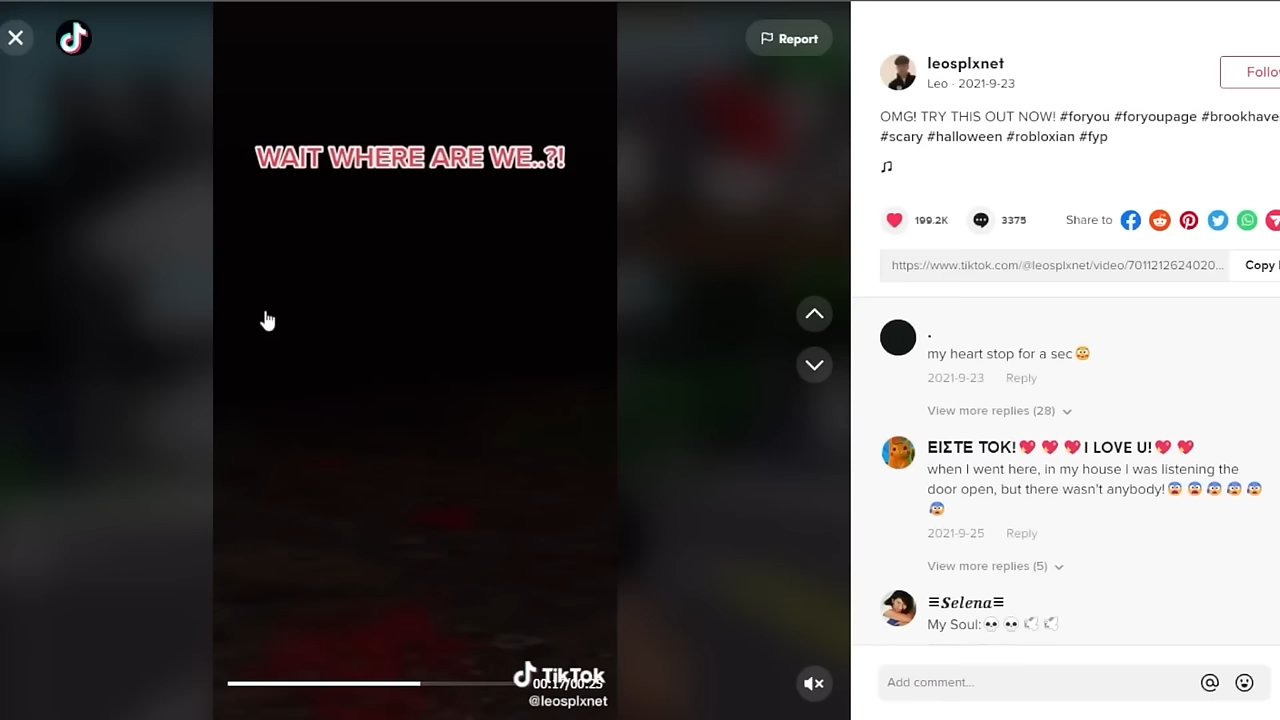 Report
WAIT WHERE ARE WE..?!
TikTok
00:17/00:25
@leosplxnet
leosplxnet
Leo · 2021-9-23
Follo
OMG! TRY THIS OUT NOW! #foryou #foryoupage #brookhave
#scary #halloween #robloxian #fyp
199.2K
3375
Share to
https://www.tiktok.com/@leosplxnet/video/7011212624020...
Copy
.
my heart stop for a sec😳
2021-9-23 Reply
View more replies (28)
ΕΙΣΤΕ ΤΟΚ!💖 💖 💖I LOVE U!💖 💖
when I went here, in my house I was listening the
door open, but there wasn't anybody!😨 😨 😰 😰 😰
😰
2021-9-25 Reply
View more replies (5)
≡Selena≡
My Soul:💀 💀
Add comment...